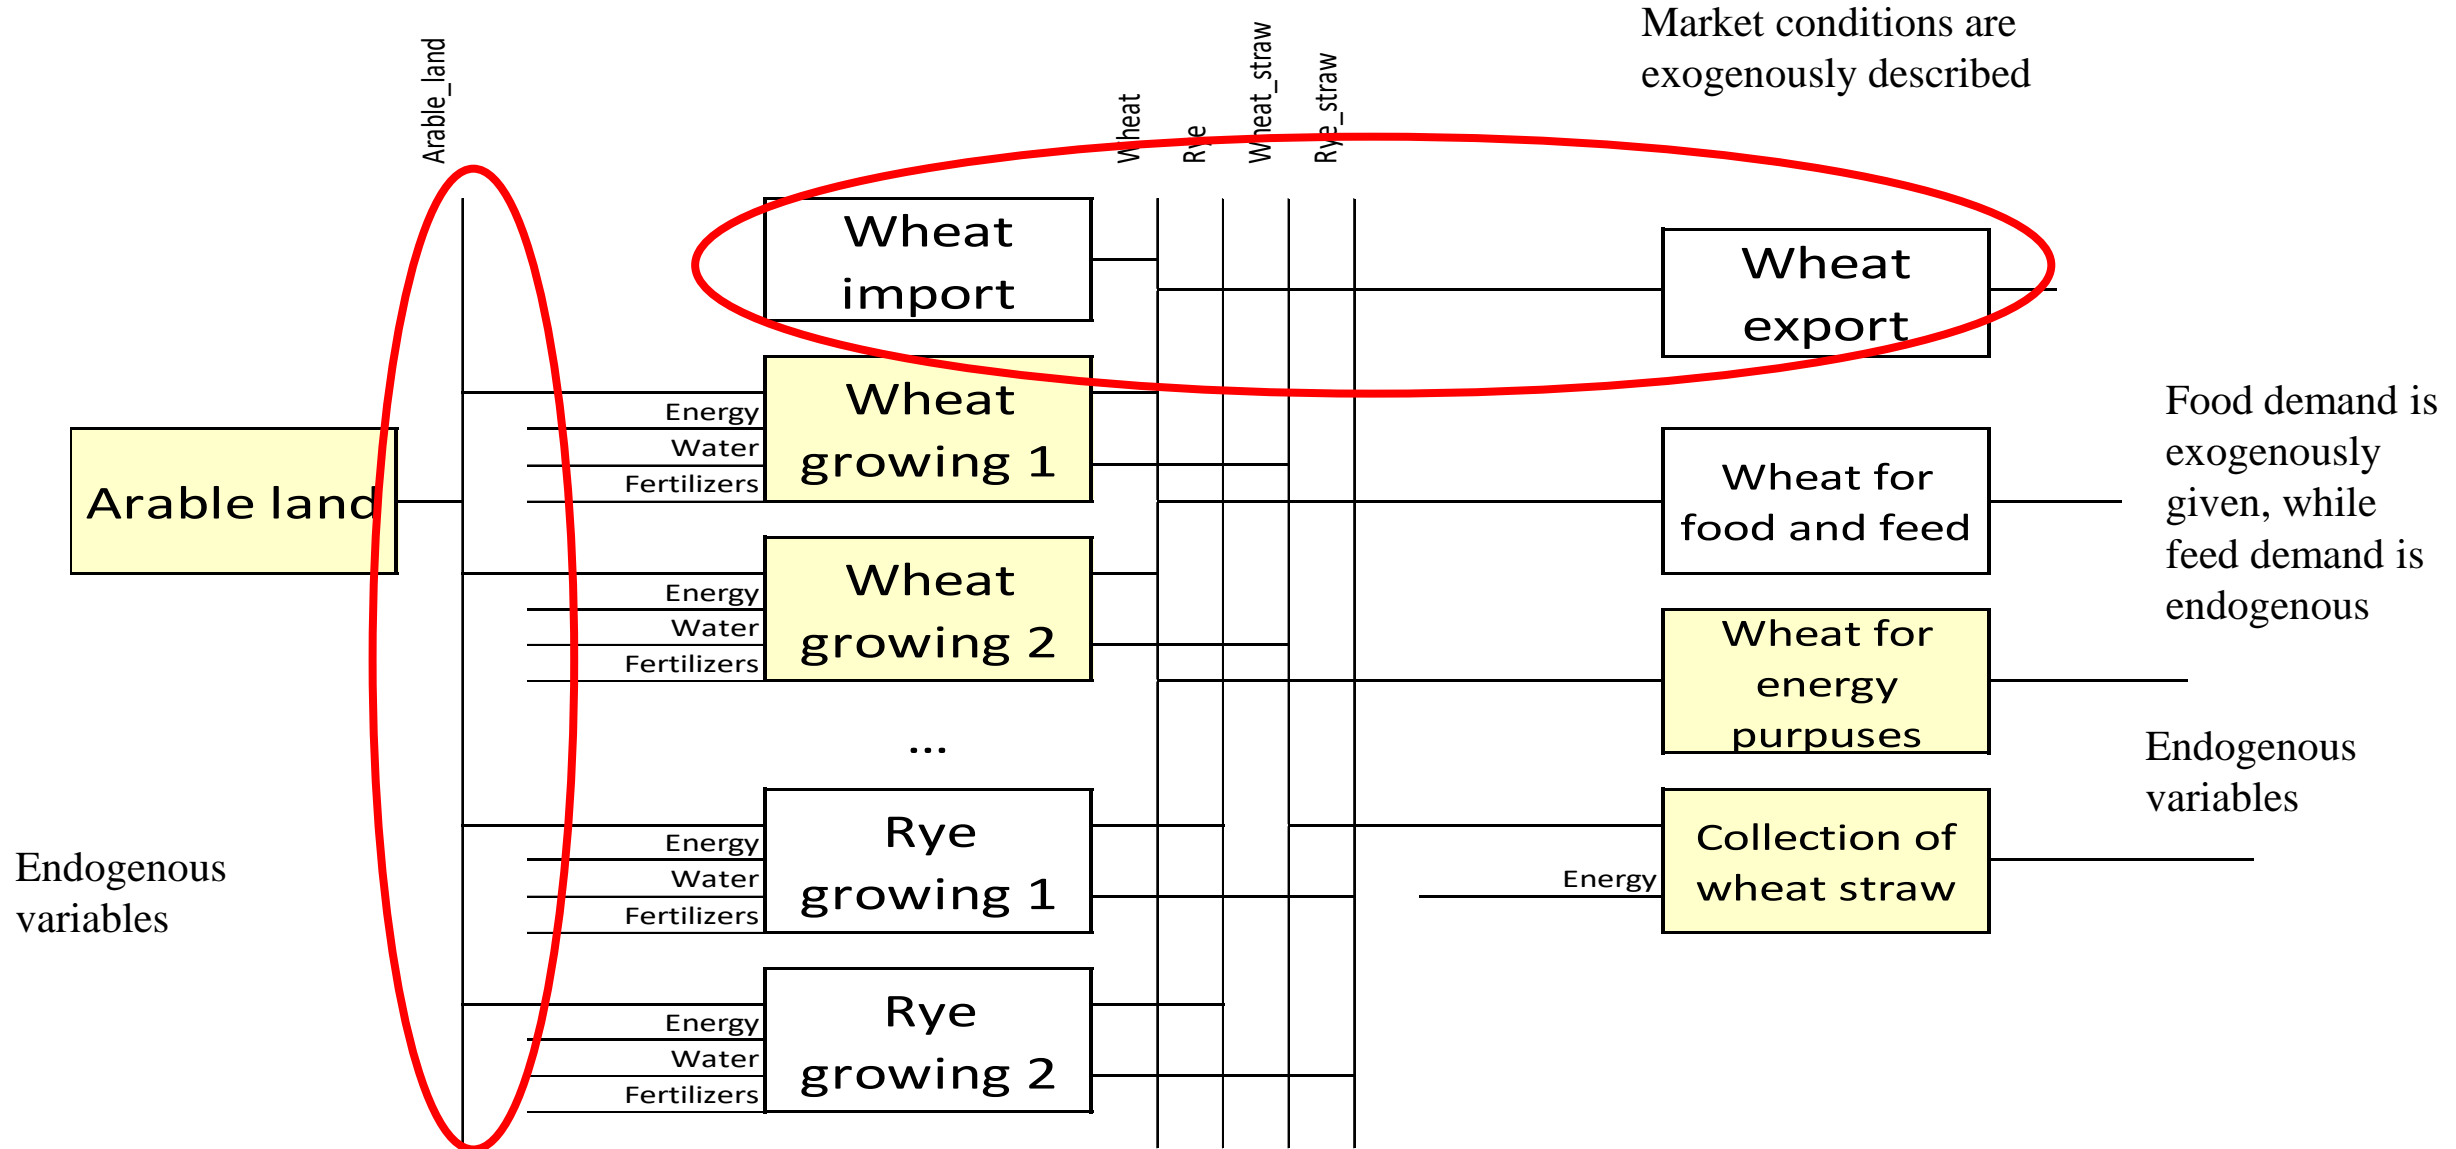 Market conditions are
exogenously described
Arable_land
Wheat
Rye
Wheat_straw
Rye_straw
Wheat
import
Wheat
export
Energy
Water
Fertilizers
Wheat
growing 1
Arable land
Wheat for
food and feed
Food demand is
exogenously
given, while
feed demand is
endogenous
Energy
Water
Fertilizers
Wheat
growing 2
Wheat for
energy
purpuses
...
Endogenous
variables
Energy
Water
Fertilizers
Rye
growing 1
Energy
Collection of
wheat straw
Endogenous
variables
Energy
Water
Fertilizers
Rye
growing 2